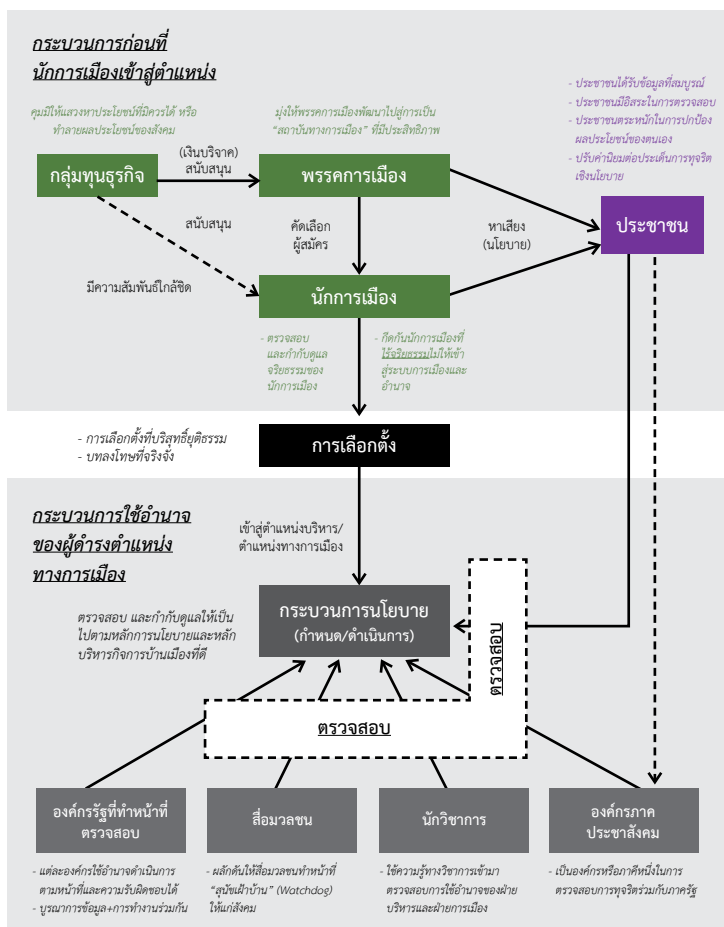 กระบวนการก่อนที่
นักการเมืองเข้าสู่ตำแหน่ง
คุมมิให้แสวงหาประโยชน์ที่มิควรได้ หรือ
ทำลายผลประโยชน์ของสังคม
มุ่งให้พรรคการเมืองพัฒนาไปสู่การเป็น
“สถาบันทางการเมือง” ที่มีประสิทธิภาพ
- ประชาชนได้รับข้อมูลที่สมบูรณ์
- ประชาชนมีอิสระในการตรวจสอบ
- ประชาชนตระหนักในการปกป้อง
ผลประโยชน์ของตนเอง
- ปรับค่านิยมต่อประเด็นการทุจริต
เชิงนโยบาย
กลุ่มทุนธุรกิจ
(เงินบริจาค)
สนับสนุน
พรรคการเมือง
สนับสนุน
คัดเลือก
ผู้สมัคร
หาเสียง
(นโยบาย)
ประชาชน
มีความสัมพันธ์ใกล้ชิด
นักการเมือง
- ตรวจสอบ
และกำกับดูแล
จริยธรรมของ
นักการเมือง
- กีดกันนักการเมืองที่
ไร้จริยธรรมไม่ให้เข้า
สู่ระบบการเมืองและ
อำนาจ
- การเลือกตั้งที่บริสุทธิ์ยุติธรรม
- บทลงโทษที่จริงจัง
การเลือกตั้ง
กระบวนการใช้อำนาจ
ของผู้ดำรงตำแหน่ง
ทางการเมือง
เข้าสู่ตำแหน่งบริหาร/
ตำแหน่งทางการเมือง
ตรวจสอบ และกำกับดูแลให้เป็น
ไปตามหลักการนโยบายและหลัก
บริหารกิจการบ้านเมืองที่ดี
กระบวนการนโยบาย
(กำหนด/ดำเนินการ)
ตรวจสอบ
ตรวจสอบ
องค์กรรัฐที่ทำหน้าที่
ตรวจสอบ
สื่อมวลชน
นักวิชาการ
องค์กรภาค
ประชาสังคม
- แต่ละองค์กรใช้อำนาจดำเนินการ
ตามหน้าที่และความรับผิดชอบได้
- บูรณาการข้อมูล+การทำงานร่วมกัน
- ผลักดันให้สื่อมวลชนทำหน้าที่
“สุนัขเฝ้าบ้าน” (Watchdog)
ให้แก่สังคม
- ใช้ความรู้ทางวิชาการเข้ามา
ตรวจสอบการใช้อำนาจของฝ่าย
บริหารและฝ่ายการเมือง
- เป็นองค์กรหรือภาคีหนึ่งในการ
ตรวจสอบการทุจริตร่วมกับภาครัฐ